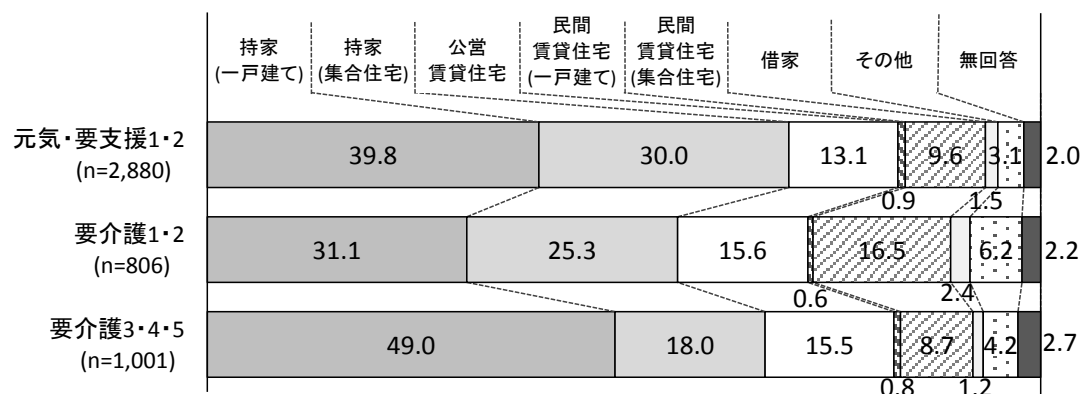 持家
(一戸建て)
持家
(集合住宅)
公営
賃貸住宅
民間
賃貸住宅
(一戸建て)
民間
賃貸住宅
(集合住宅)
借家
その他
無回答
元気・要支援1・2
(n=2,880)
39.8
30.0
13.1
0.9
9.6
1.5
3.1
2.0
要介護1・2
(n=806)
31.1
25.3
15.6
0.6
16.5
2.4
6.2
2.2
要介護3・4・5
(n=1,001)
49.0
18.0
15.5
0.8
8.7
1.2
4.2
2.7